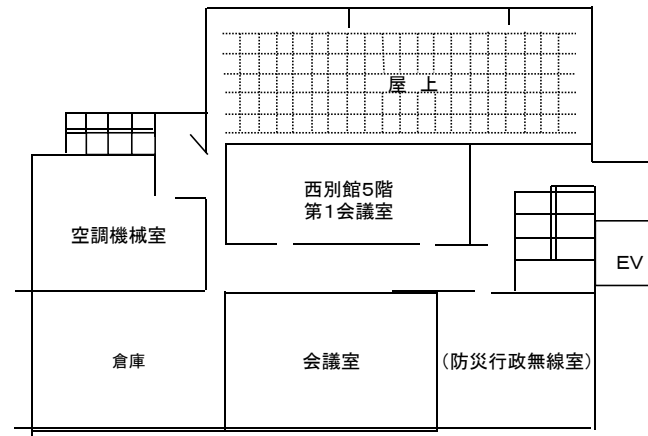 屋 上
西別館5階
第1会議室
空調機械室
EV
倉庫
会議室
(防災行政無線室)